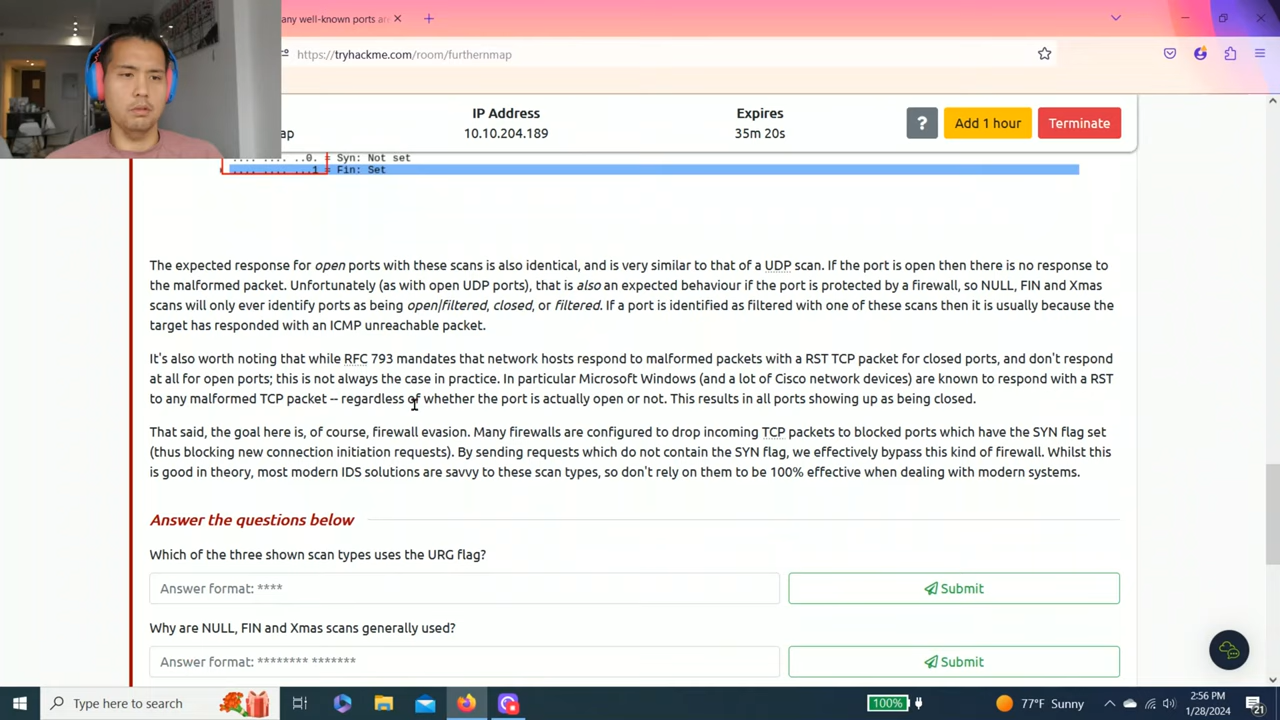 any well-known ports ar
https://tryhackme.com/room/furthernmap
IP Address
Expires
ap
10.10.204.189
35m 20s
?
Add 1 hour
Terminate
.... .... ..0. = Syn: Not set
.... .... ...1 = Fin: Set
The expected response for open ports with these scans is also identical, and is very similar to that of a UDP scan. If the port is open then there is no response to
the malformed packet. Unfortunately (as with open UDP ports), that is also an expected behaviour if the port is protected by a firewall, so NULL, FIN and Xmas
scans will only ever identify ports as being open|filtered, closed, or filtered. If a port is identified as filtered with one of these scans then it is usually because the
target has responded with an ICMP unreachable packet.
It's also worth noting that while RFC 793 mandates that network hosts respond to malformed packets with a RST TCP packet for closed ports, and don't respond
at all for open ports; this is not always the case in practice. In particular Microsoft Windows (and a lot of Cisco network devices) are known to respond with a RST
to any malformed TCP packet -- regardless of whether the port is actually open or not. This results in all ports showing up as being closed.
That said, the goal here is, of course, firewall evasion. Many firewalls are configured to drop incoming TCP packets to blocked ports which have the SYN flag set
(thus blocking new connection initiation requests). By sending requests which do not contain the SYN flag, we effectively bypass this kind of firewall. Whilst this
is good in theory, most modern IDS solutions are savvy to these scan types, so don't rely on them to be 100% effective when dealing with modern systems.
Answer the questions below
Which of the three shown scan types uses the URG flag?
Answer format: ****
Submit
Why are NULL, FIN and Xmas scans generally used?
Answer format: ******** *******
Submit
Type here to search
100%
77°F Sunny
2:56 PM
1/28/2024
21